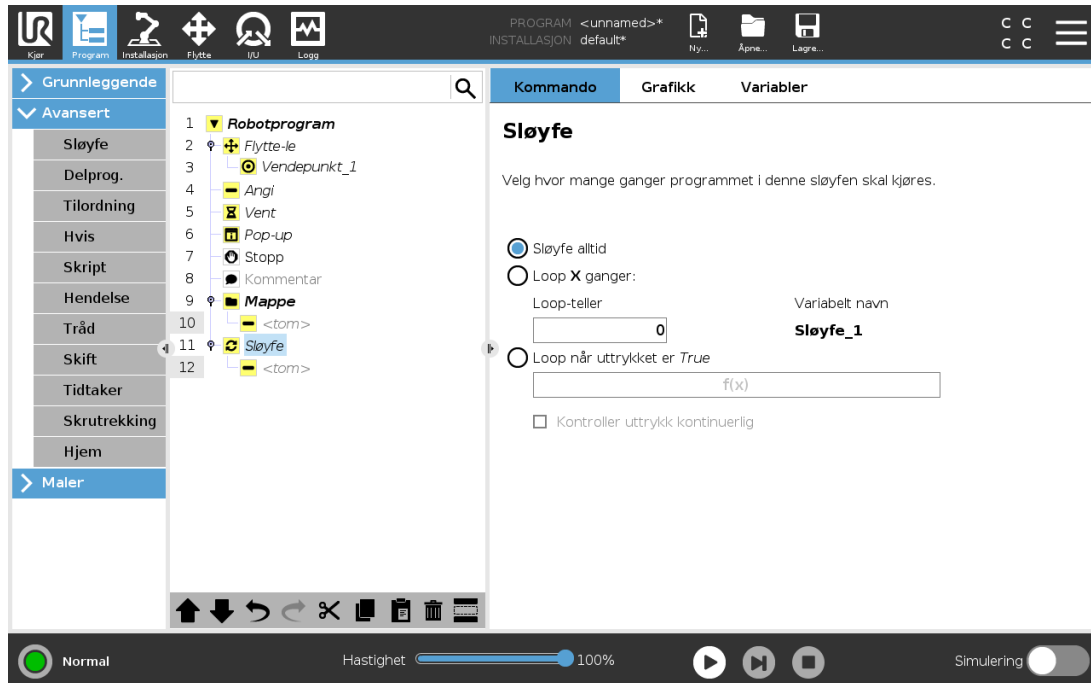 PROGRAM <unnamed>*
INSTALLASJON default*
UR
Kjør
Program
Installasjon
Flytte
I/U
Logg
Ny...
Åpne...
Lagre...
C C
C C
Grunnleggende
Avansert
Sløyfe
Delprog.
Tilordning
Hvis
Skript
Hendelse
Tråd
Skift
Tidtaker
Skrutrekking
Hjem
Maler
1 Robotprogram
2 Flytte-le
3 Vendepunkt_1
4 Angi
5 Vent
6 Pop-up
7 Stopp
8 Kommentar
9 Mappe
10 <tom>
11 Sløyfe
12 <tom>
Kommando Grafikk Variabler
Sløyfe
Velg hvor mange ganger programmet i denne sløyfen skal kjøres.
Sløyfe alltid
Loop X ganger:
Loop-teller Variabelt navn
0 Sløyfe_1
Loop når uttrykket er True
f(x)
Kontroller uttrykk kontinuerlig
Normal
Hastighet 100%
Simulering